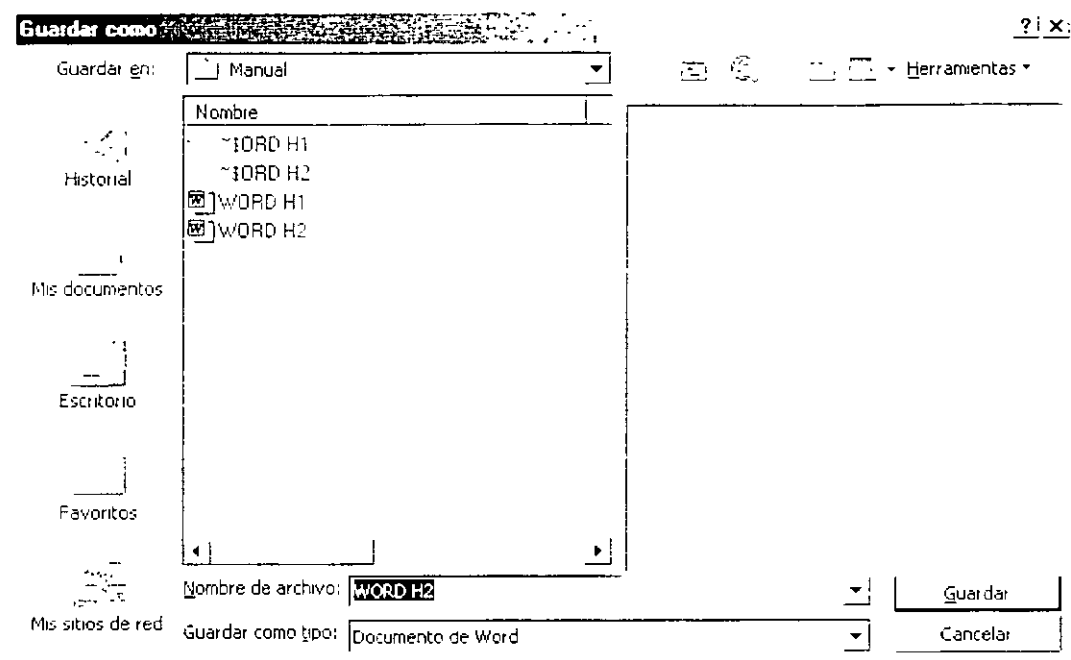 Guardar como
? X
Guardar en: Manual
Herramientas
Nombre
~$ORD H1
~$ORD H2
WORD H1
WORD H2
Historial
Mis documentos
Escritorio
Favoritos
Mis sitios de red
Nombre de archivo: WORD H2
Guardar
Guardar como tipo: Documento de Word
Cancelar